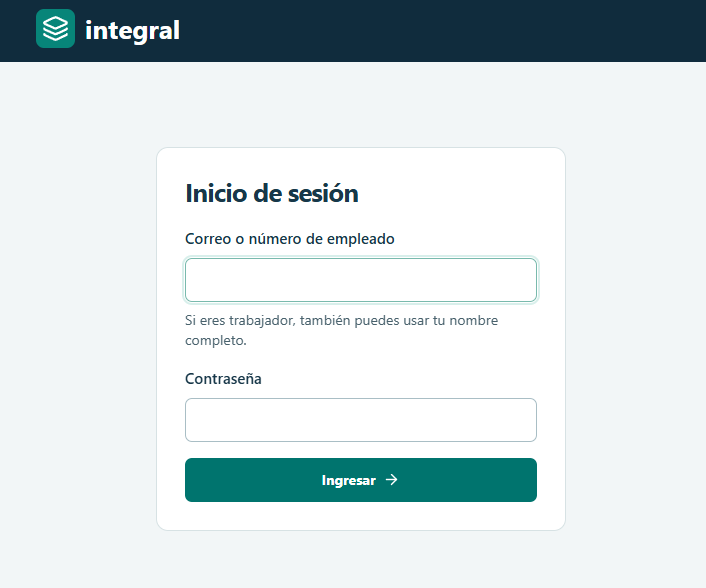 integral
Inicio de sesión
Correo o número de empleado
Si eres trabajador, también puedes usar tu nombre
completo.
Contraseña
Ingresar →